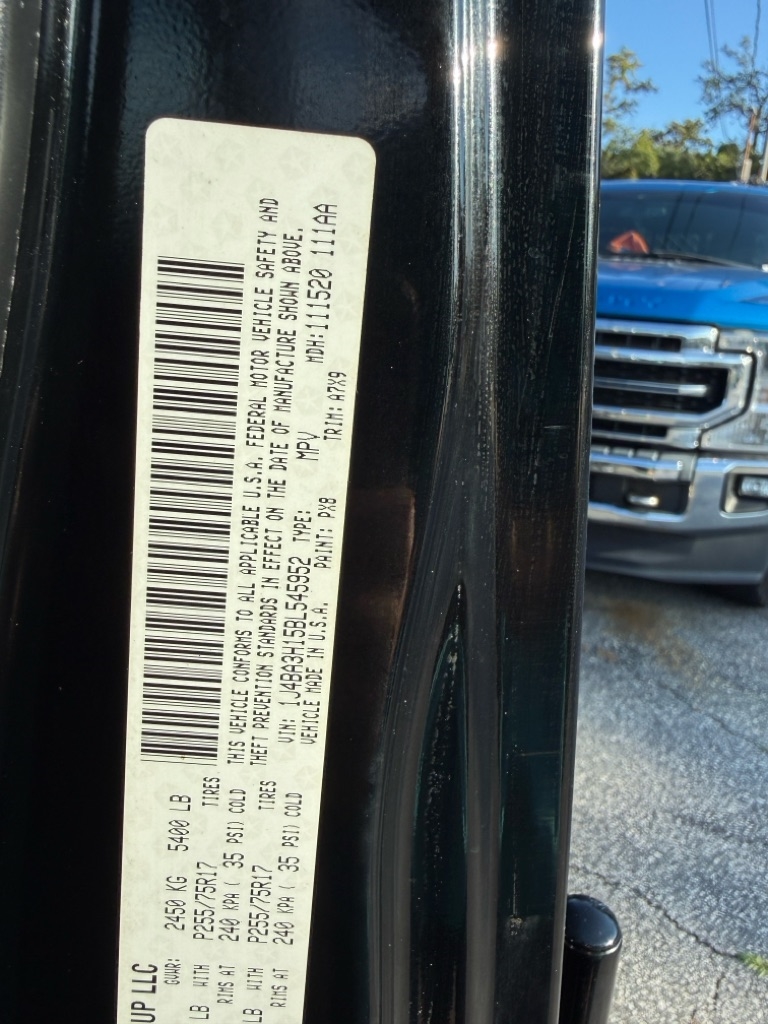 UP LLC
GVWR: 2450 KG 5400 LB
LB WITH P255/75R17 TIRES
RIMS AT 240 KPA ( 35 PSI) COLD
LB WITH P255/75R17 TIRES
RIMS AT 240 KPA ( 35 PSI) COLD
THIS VEHICLE CONFORMS TO ALL APPLICABLE U.S.A. FEDERAL MOTOR VEHICLE SAFETY AND
THEFT PREVENTION STANDARDS IN EFFECT ON THE DATE OF MANUFACTURE SHOWN ABOVE.
VIN: 1J4BA3H15BL545952 TYPE: MPV MDH:111520 111AA
VEHICLE MADE IN U.S.A. PAINT: PX8 TRIM: A7X9